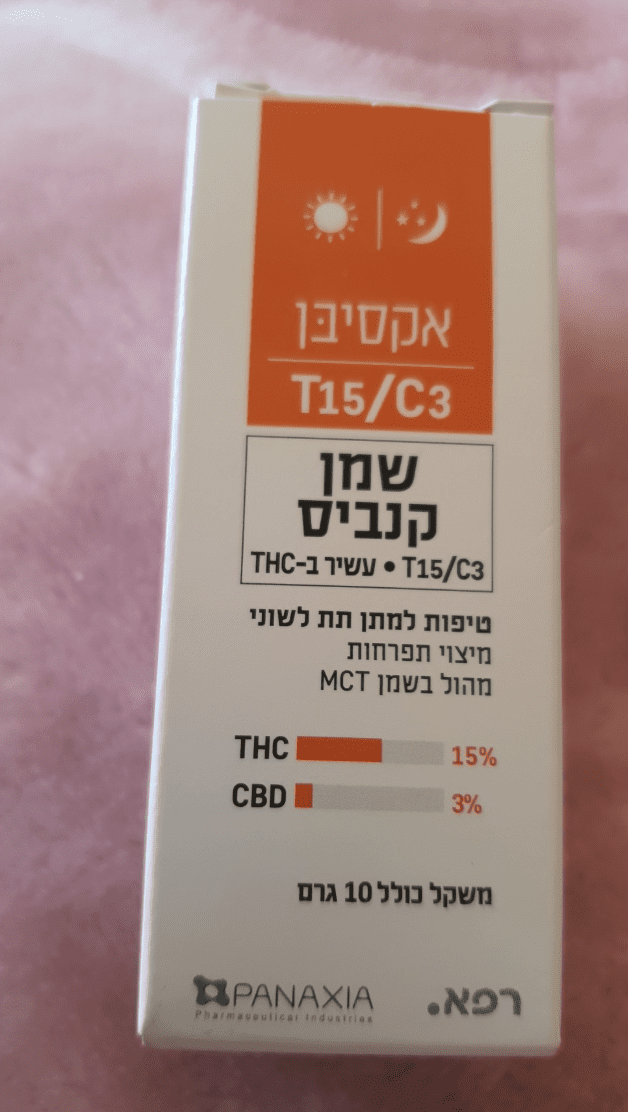 אקסיבן
T15/C3
שמן
קנביס
T15/C3 • עשיר ב-THC
טיפות למתן תת לשוני
מיצוי תפרחות
מהול בשמן MCT
THC 15%
CBD 3%
משקל כולל 10 גרם
PANAXIA
Pharmaceutical Industries
רפא.